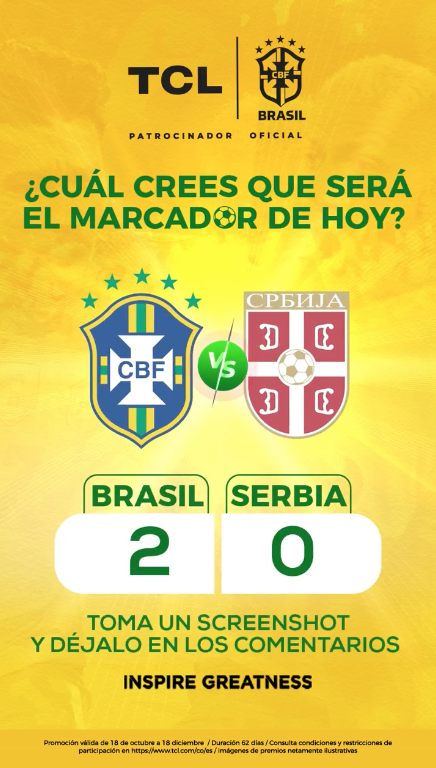 TCL
CBF
BRASIL
PATROCINADOR OFICIAL
¿CUÁL CREES QUE SERÁ
EL MARCADOR DE HOY?
CBF
VS
СРБИЈА
BRASIL SERBIA
2 0
TOMA UN SCREENSHOT
Y DÉJALO EN LOS COMENTARIOS
INSPIRE GREATNESS
Promoción válida de 18 de octubre a 18 diciembre / Duración 62 días / Consulta condiciones y restricciones de
participación en https://www.tcl.com/co/es / Imágenes de premios netamente ilustrativas